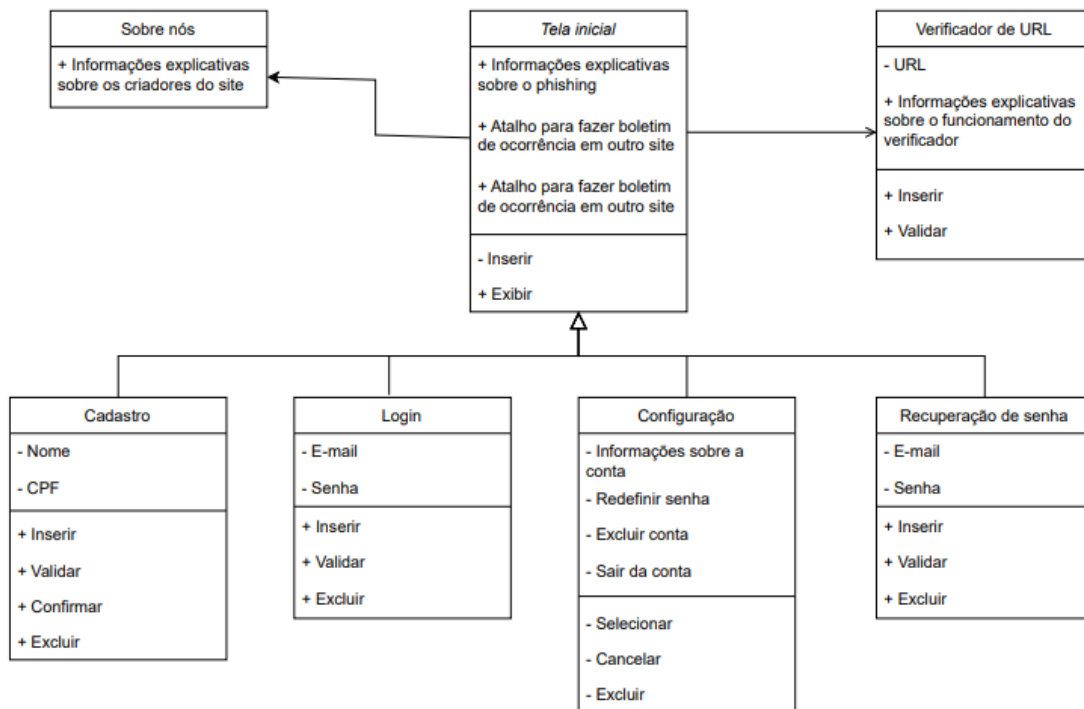 Sobre nós
+ Informações explicativas
sobre os criadores do site
Tela inicial
+ Informações explicativas
sobre o phishing
+ Atalho para fazer boletim
de ocorrência em outro site
+ Atalho para fazer boletim
de ocorrência em outro site
- Inserir
+ Exibir
Verificador de URL
- URL
+ Informações explicativas
sobre o funcionamento do
verificador
+ Inserir
+ Validar
Cadastro
- Nome
- CPF
+ Inserir
+ Validar
+ Confirmar
+ Excluir
Login
- E-mail
- Senha
+ Inserir
+ Validar
+ Excluir
Configuração
- Informações sobre a
conta
- Redefinir senha
- Excluir conta
- Sair da conta
- Selecionar
- Cancelar
- Excluir
Recuperação de senha
- E-mail
- Senha
+ Inserir
+ Validar
+ Excluir